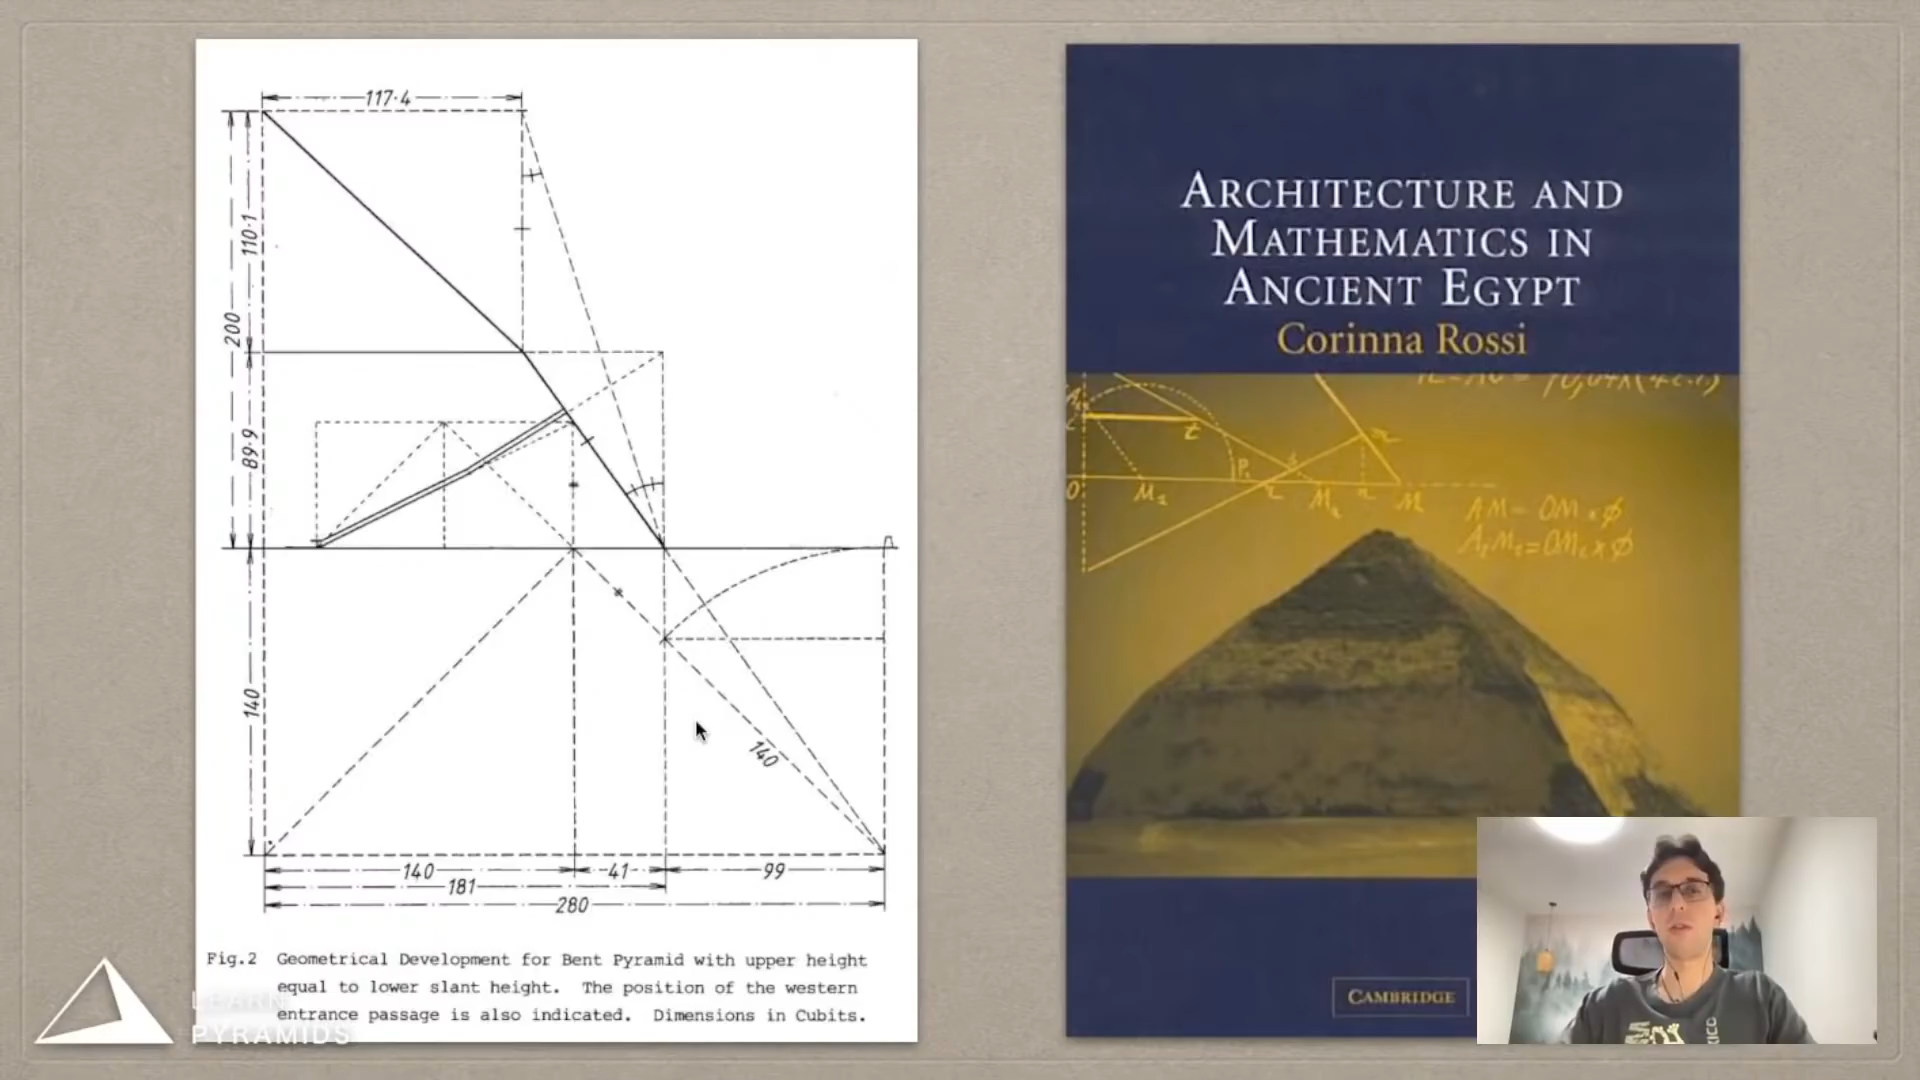 117·4
110·1
200
89·9
140
140
140
41
99
181
280
Fig.2 Geometrical Development for Bent Pyramid with upper height
equal to lower slant height. The position of the western
entrance passage is also indicated. Dimensions in Cubits.
LEARN
PYRAMIDS
ARCHITECTURE AND
MATHEMATICS IN
ANCIENT EGYPT
Corinna Rossi
AM = OM × ϕ
CAMBRIDGE